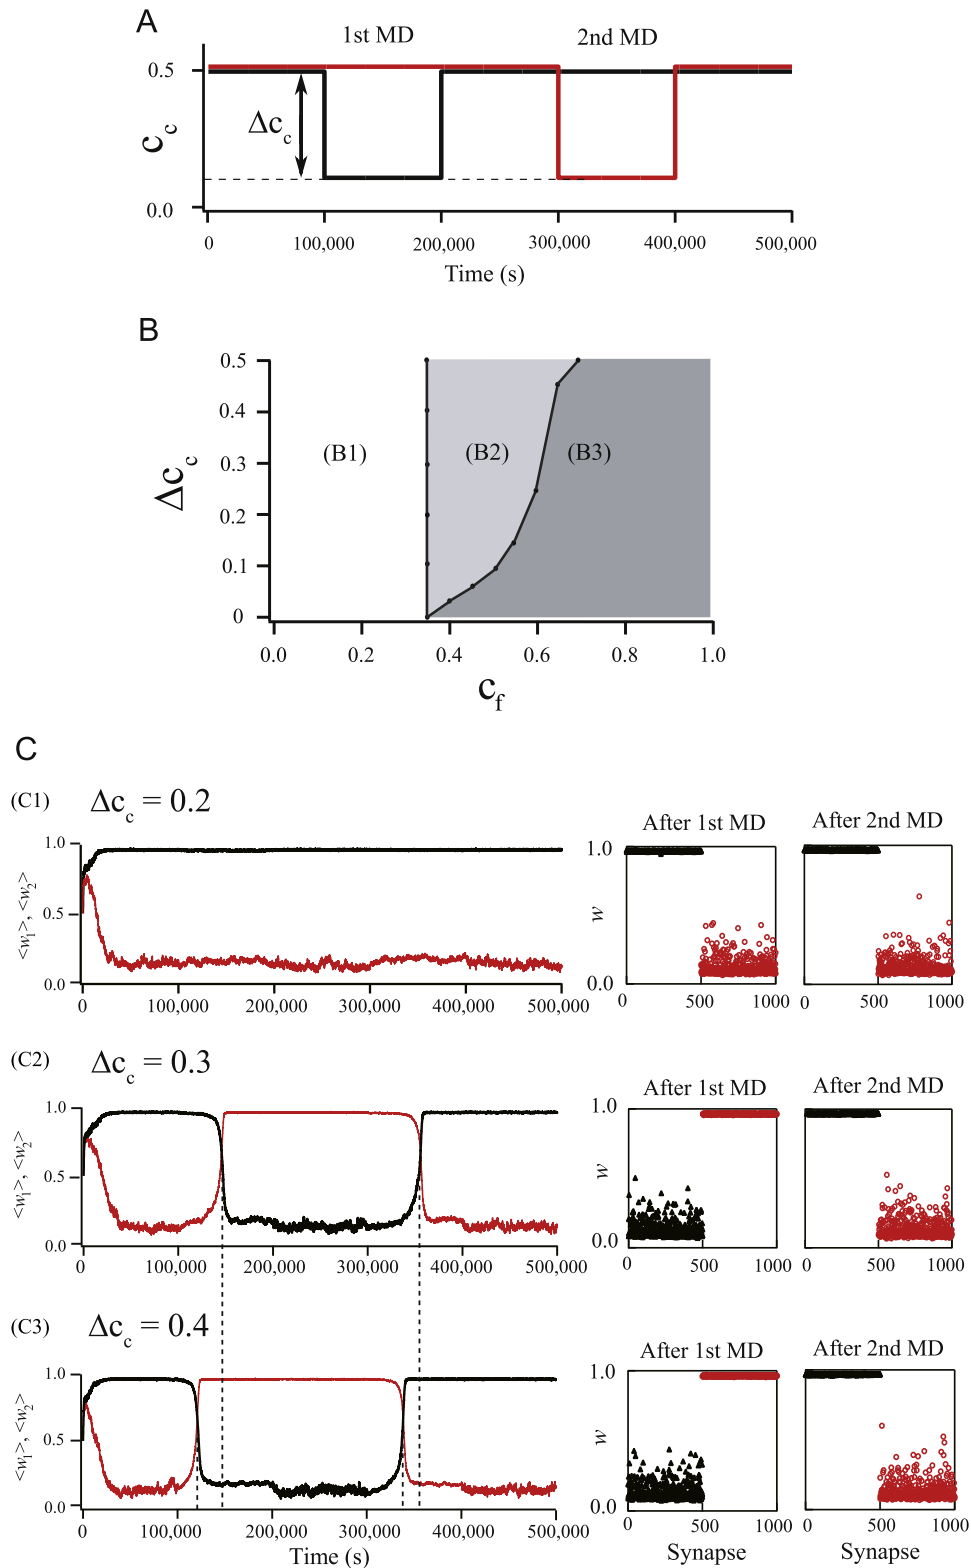 A
1st MD
2nd MD
0.5
Δc_c
c_c
0.0
0
100,000
200,000
300,000
400,000
500,000
Time (s)
B
0.5
0.4
0.3
0.2
0.1
0
Δc_c
(B1)
(B2)
(B3)
0.0
0.2
0.4
0.6
0.8
1.0
c_f
C
(C1)
Δc_c = 0.2
1.0
0.5
0.0
<w_1>, <w_2>
0
100,000
200,000
300,000
400,000
500,000
After 1st MD
After 2nd MD
1.0
w
0.0
0
500
1000
0
500
1000
(C2)
Δc_c = 0.3
1.0
0.5
0.0
<w_1>, <w_2>
0
100,000
200,000
300,000
400,000
500,000
After 1st MD
After 2nd MD
1.0
w
0.0
0
500
1000
0
500
1000
(C3)
Δc_c = 0.4
1.0
0.5
0.0
<w_1>, <w_2>
0
100,000
200,000
300,000
400,000
500,000
Time (s)
After 1st MD
After 2nd MD
1.0
w
0.0
0
500
1000
0
500
1000
Synapse
Synapse